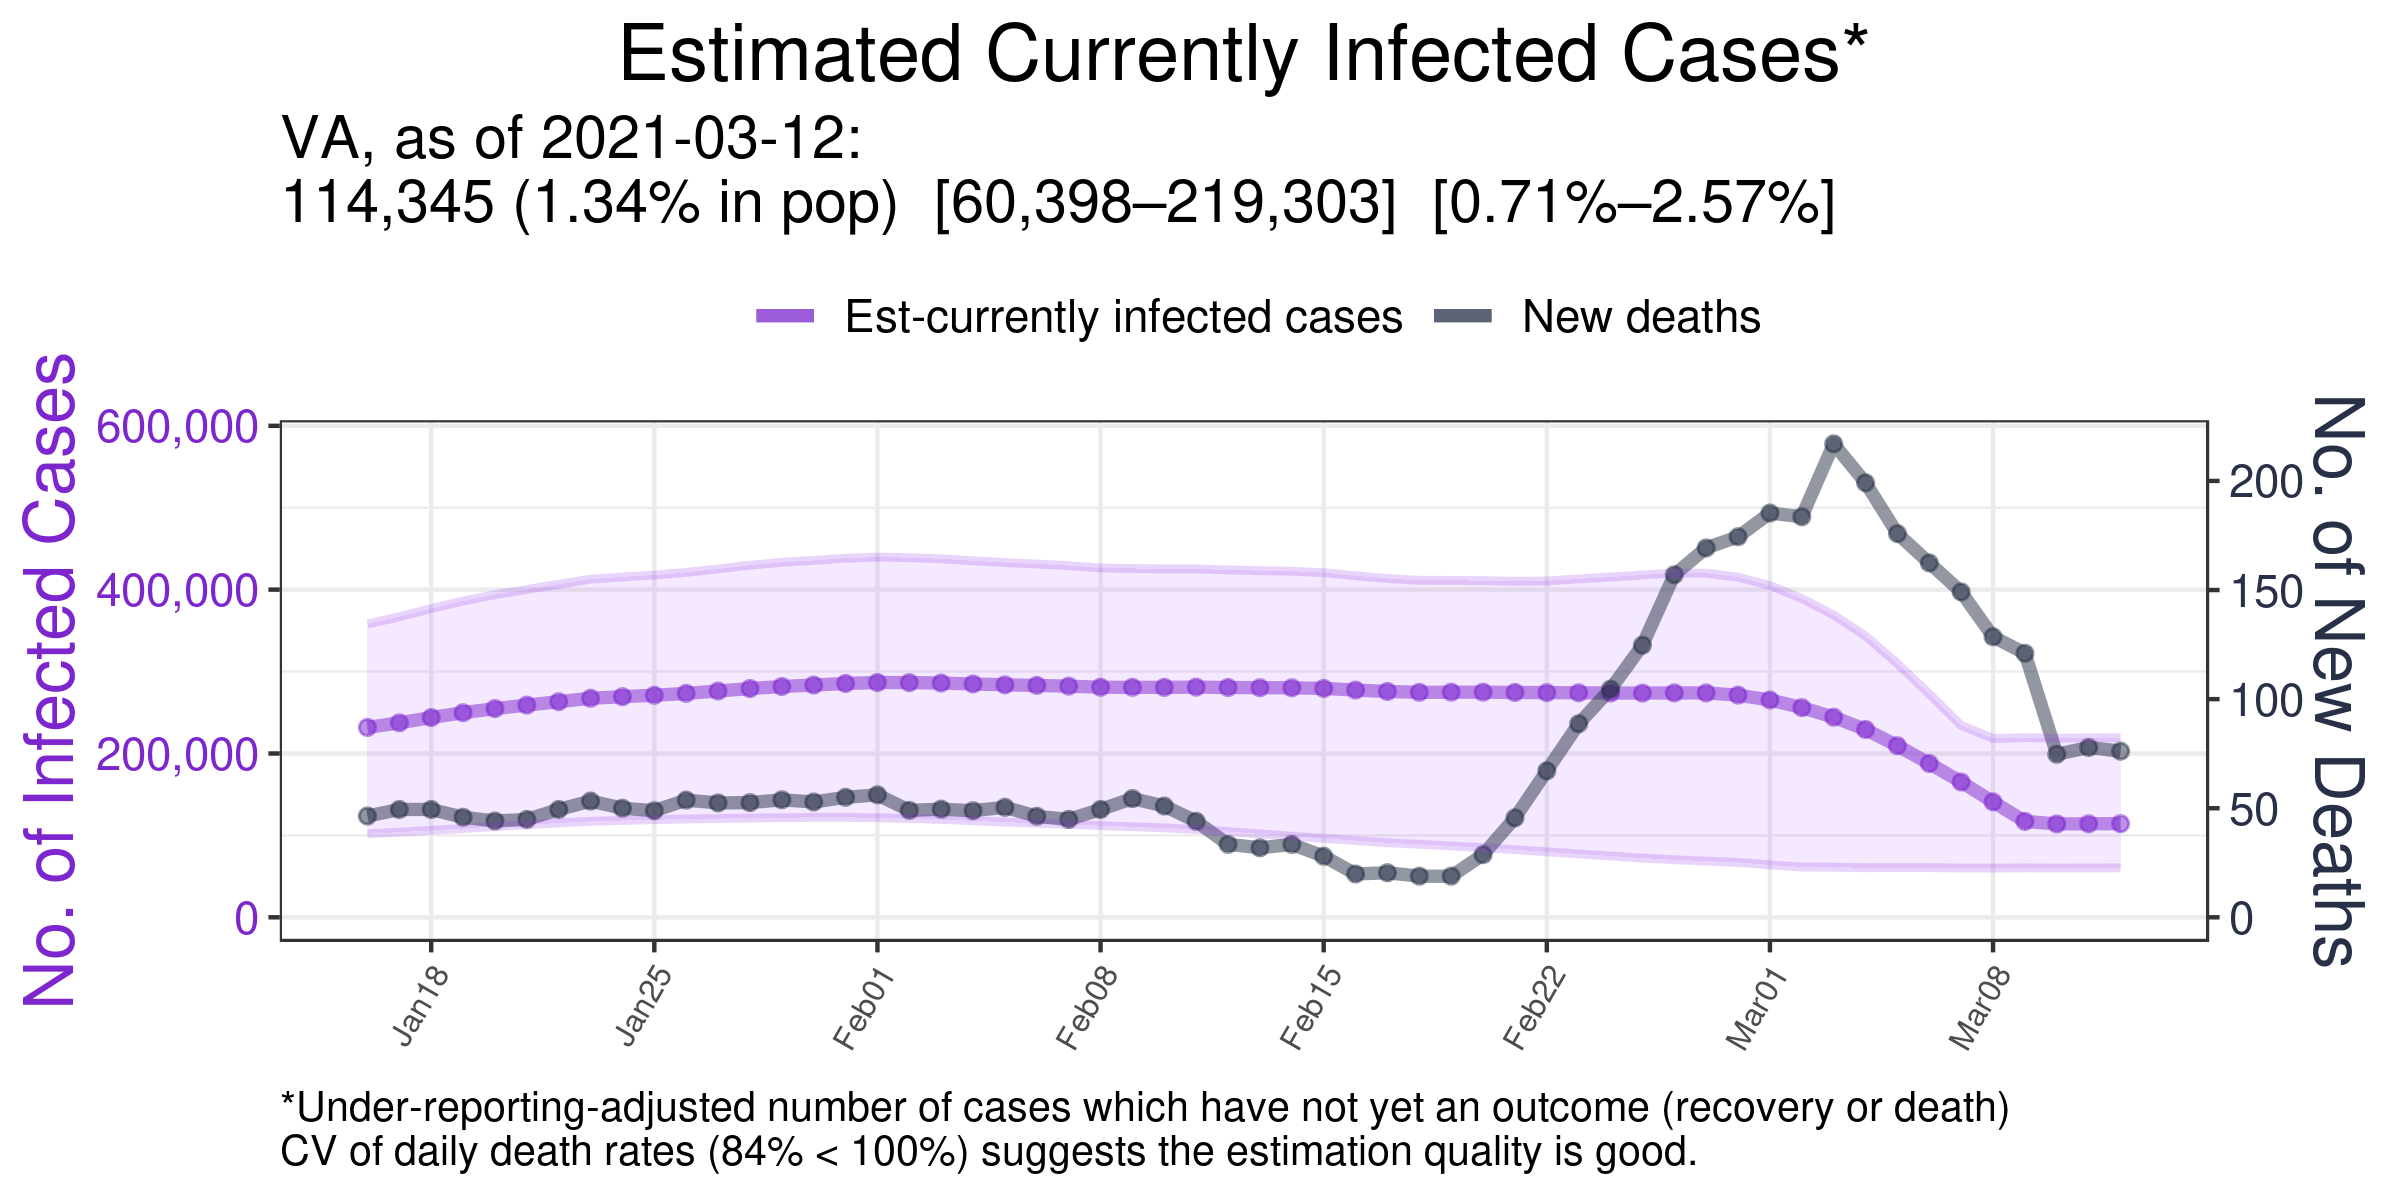 Estimated Currently Infected Cases*
VA, as of 2021-03-12:
114,345 (1.34% in pop) [60,398–219,303] [0.71%–2.57%]
Est-currently infected cases
New deaths
No. of Infected Cases
600,000
400,000
200,000
0
No. of New Deaths
200
150
100
50
0
Jan18
Jan25
Feb01
Feb08
Feb15
Feb22
Mar01
Mar08
*Under-reporting-adjusted number of cases which have not yet an outcome (recovery or death)
CV of daily death rates (84% < 100%) suggests the estimation quality is good.